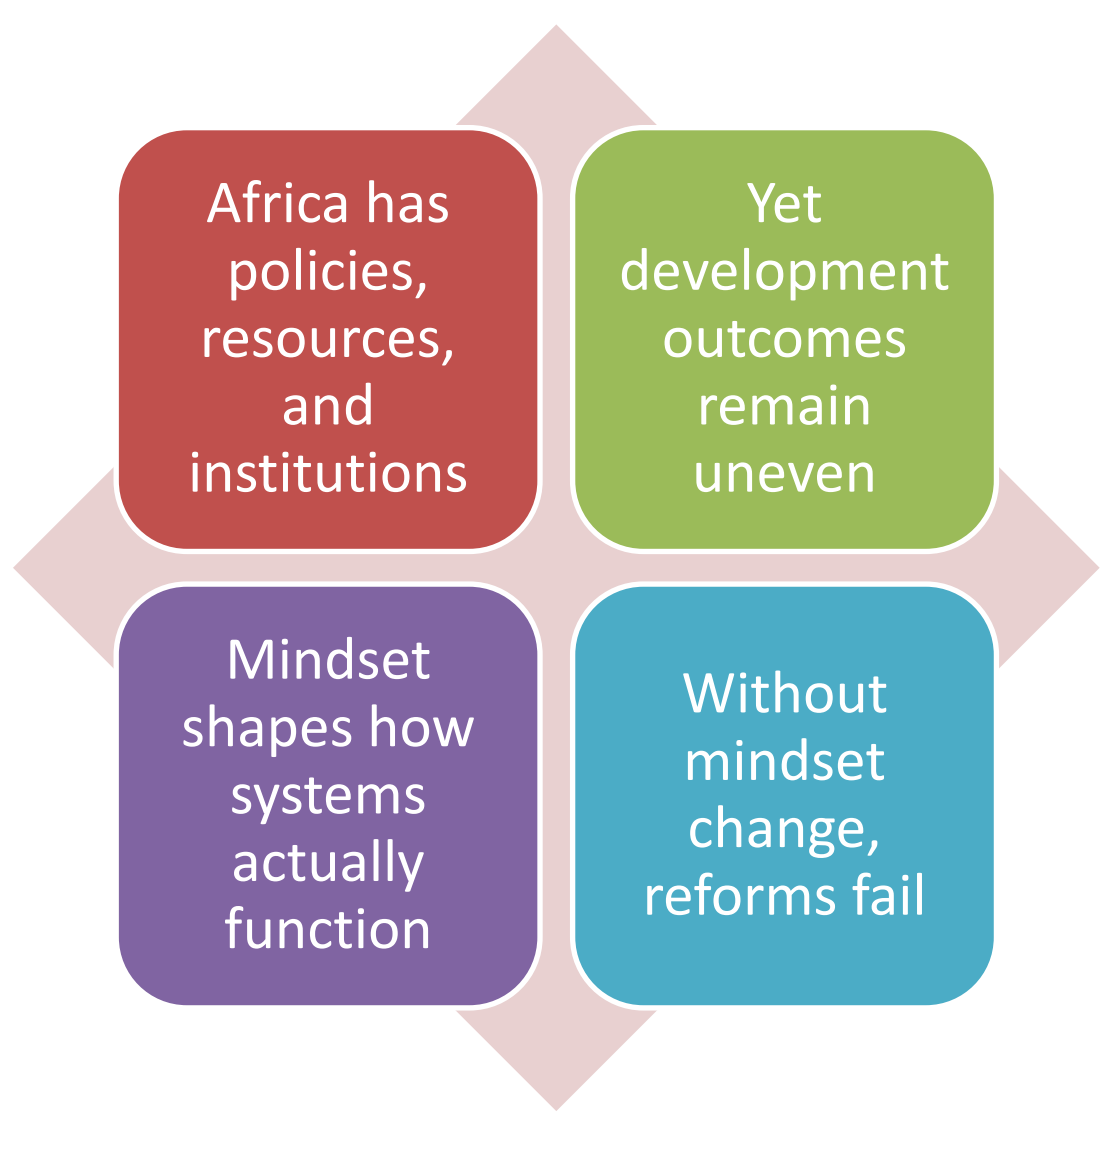 Africa has
policies,
resources,
and
institutions
Yet
development
outcomes
remain
uneven
Mindset
shapes how
systems
actually
function
Without
mindset
change,
reforms fail